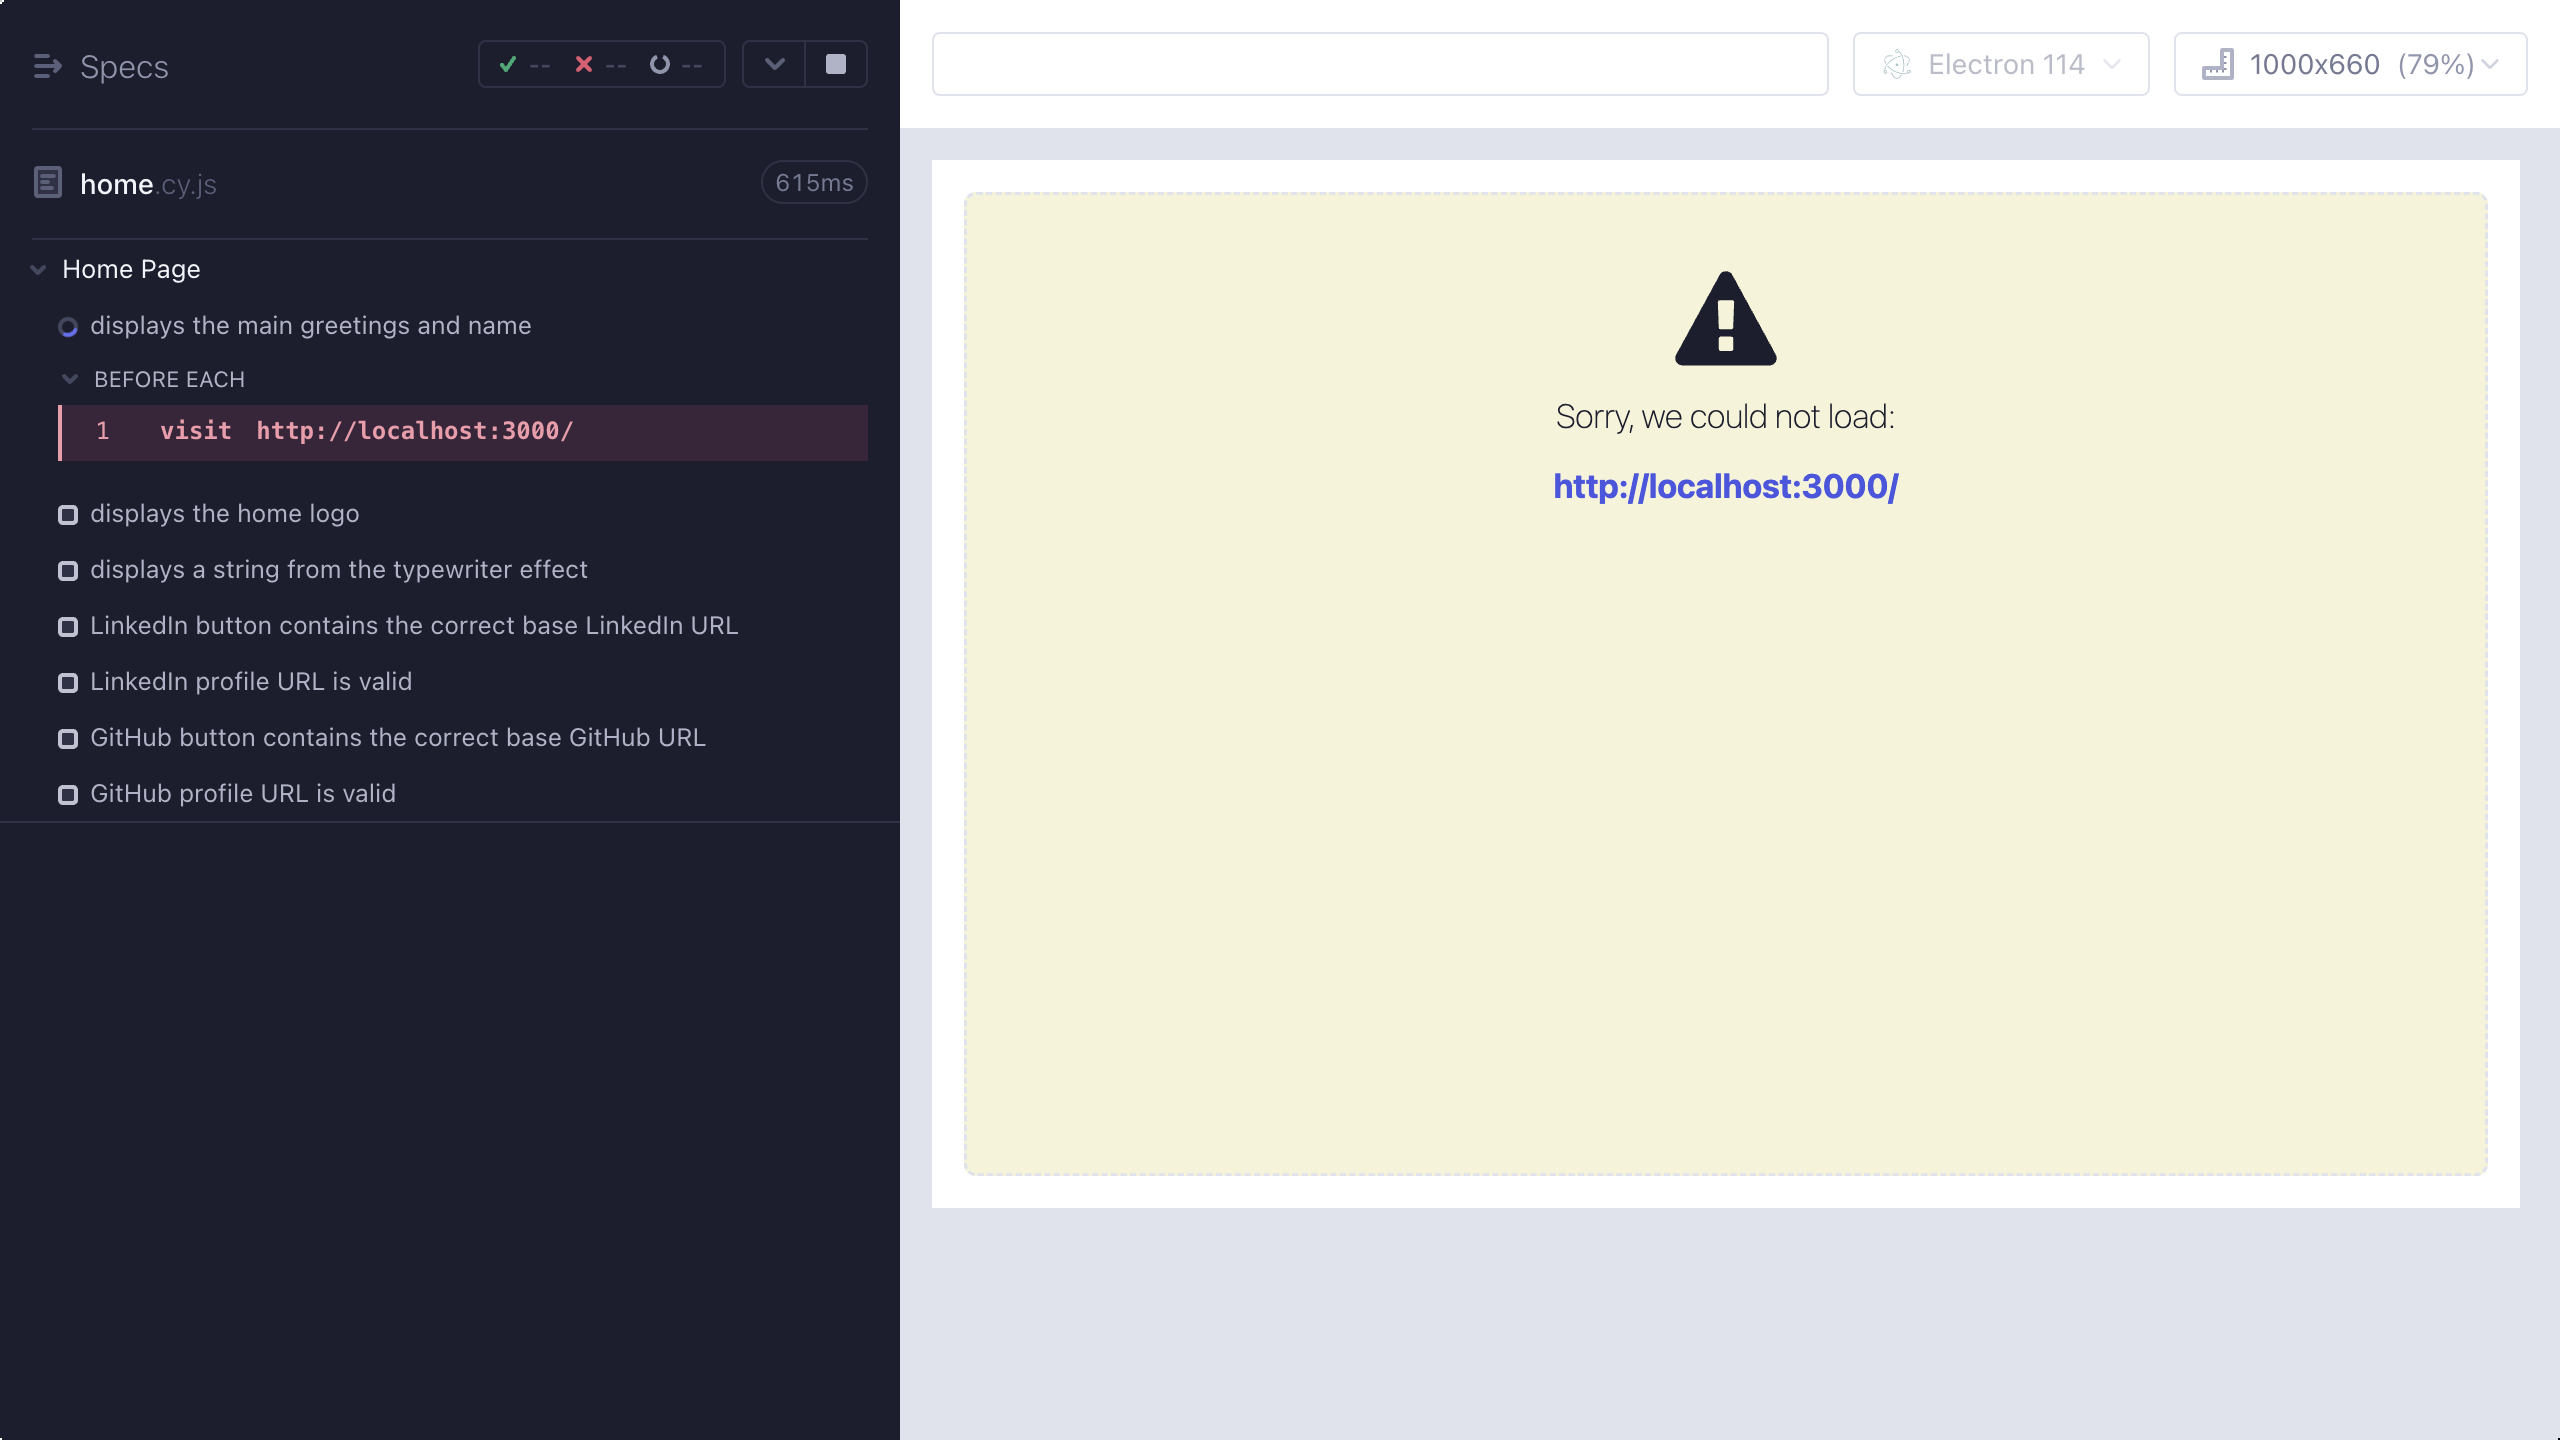 Specs
-- -- --
home.cy.js
615ms
Home Page
displays the main greetings and name
BEFORE EACH
1 visit http://localhost:3000/
displays the home logo
displays a string from the typewriter effect
LinkedIn button contains the correct base LinkedIn URL
LinkedIn profile URL is valid
GitHub button contains the correct base GitHub URL
GitHub profile URL is valid
Electron 114
1000x660 (79%)
Sorry, we could not load:
http://localhost:3000/